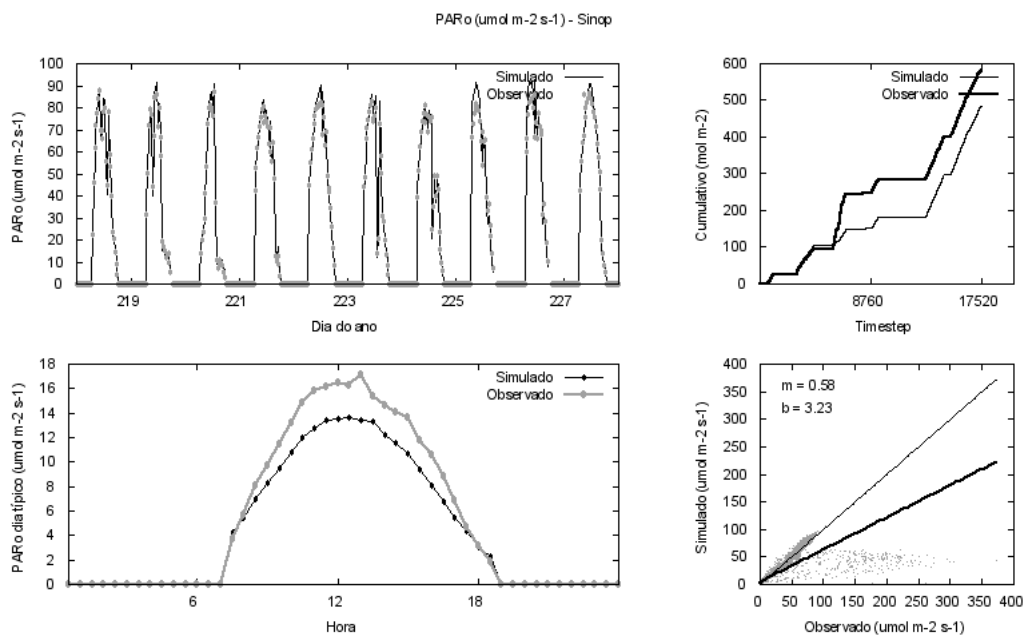 PARo (umol m-2 s-1) - Sinop
PARo (umol m-2 s-1)
100
90
80
70
60
50
40
30
20
10
0
Simulado
Observado
219 221 223 225 227
Dia do ano
Cumulativo (mol m-2)
600
500
400
300
200
100
0
Simulado
Observado
8760 17520
Timestep
PARo dia típico (umol m-2 s-1)
18
16
14
12
10
8
6
4
2
0
Simulado
Observado
6 12 18
Hora
Simulado (umol m-2 s-1)
400
350
300
250
200
150
100
50
0
m = 0.58
b = 3.23
0 50 100 150 200 250 300 350 400
Observado (umol m-2 s-1)